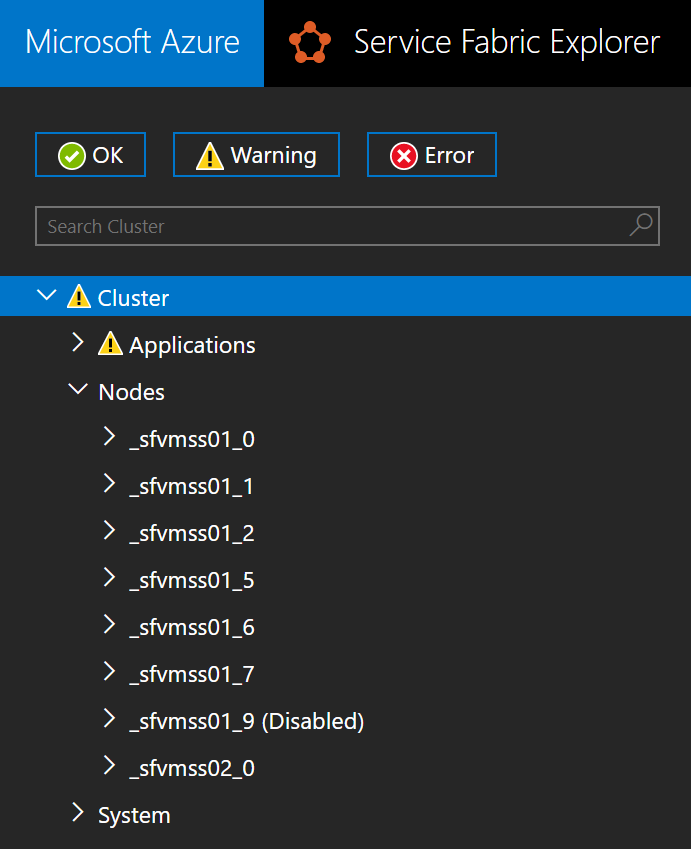 Microsoft Azure Service Fabric Explorer
OK Warning Error
Search Cluster
Cluster
Applications
Nodes
_sfvmss01_0
_sfvmss01_1
_sfvmss01_2
_sfvmss01_5
_sfvmss01_6
_sfvmss01_7
_sfvmss01_9 (Disabled)
_sfvmss02_0
System